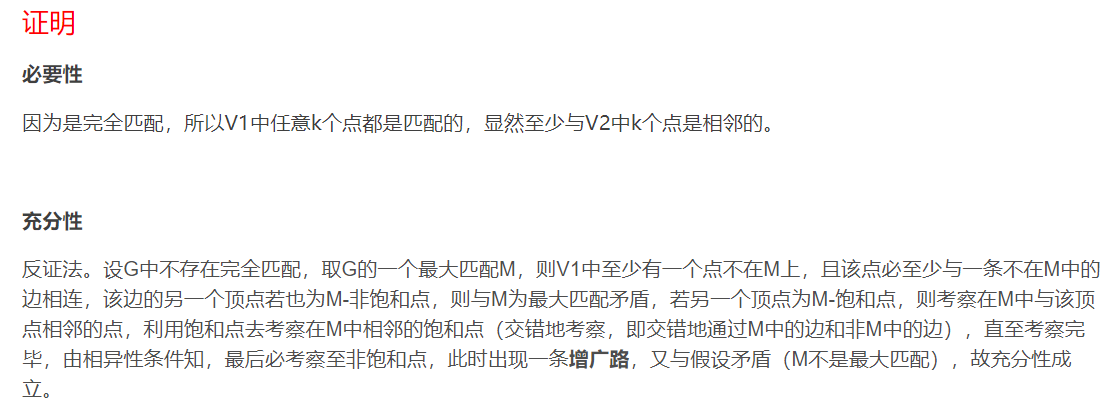 证明
必要性
因为是完全匹配，所以V1中任意k个点都是匹配的，显然至少与V2中k个点是相邻的。
充分性
反证法。设G中不存在完全匹配，取G的一个最大匹配M，则V1中至少有一个点不在M上，且该点必至少与一条不在M中的
边相连，该边的另一个顶点若也为M-非饱和点，则与M为最大匹配矛盾，若另一个顶点为M-饱和点，则考察在M中与该顶
点相邻的点，利用饱和点去考察在M中相邻的饱和点（交错地考察，即交错地通过M中的边和非M中的边），直至考察完
毕，由相异性条件知，最后必考察至非饱和点，此时出现一条增广路，又与假设矛盾（M不是最大匹配），故充分性成
立。